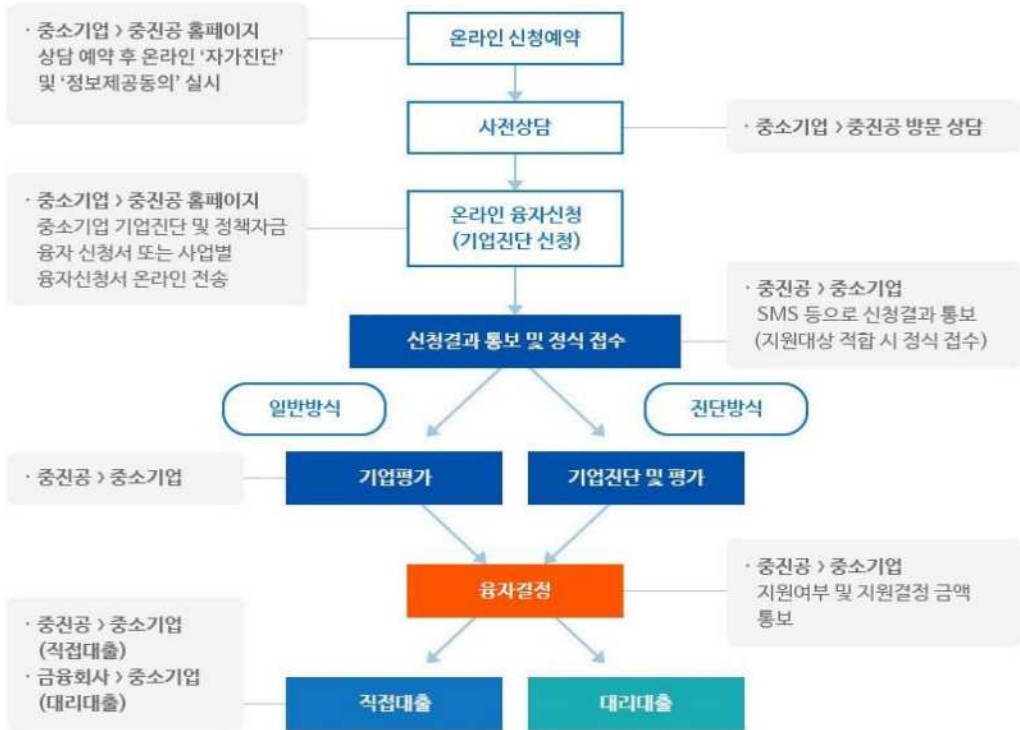 · 중소기업 > 중진공 홈페이지
상담 예약 후 온라인 ‘자가진단’
및 ‘정보제공동의’ 실시
온라인 신청예약
사전상담
· 중소기업 > 중진공 방문 상담
· 중소기업 > 중진공 홈페이지
중소기업 기업진단 및 정책자금
융자 신청서 또는 사업별
융자신청서 온라인 전송
온라인 융자신청
(기업진단 신청)
· 중진공 > 중소기업
SMS 등으로 신청결과 통보
(지원대상 적합 시 정식 접수)
신청결과 통보 및 정식 접수
일반방식
진단방식
· 중진공 > 중소기업
기업평가
기업진단 및 평가
융자결정
· 중진공 > 중소기업
지원여부 및 지원결정 금액
통보
· 중진공 > 중소기업
(직접대출)
· 금융회사 > 중소기업
(대리대출)
직접대출
대리대출